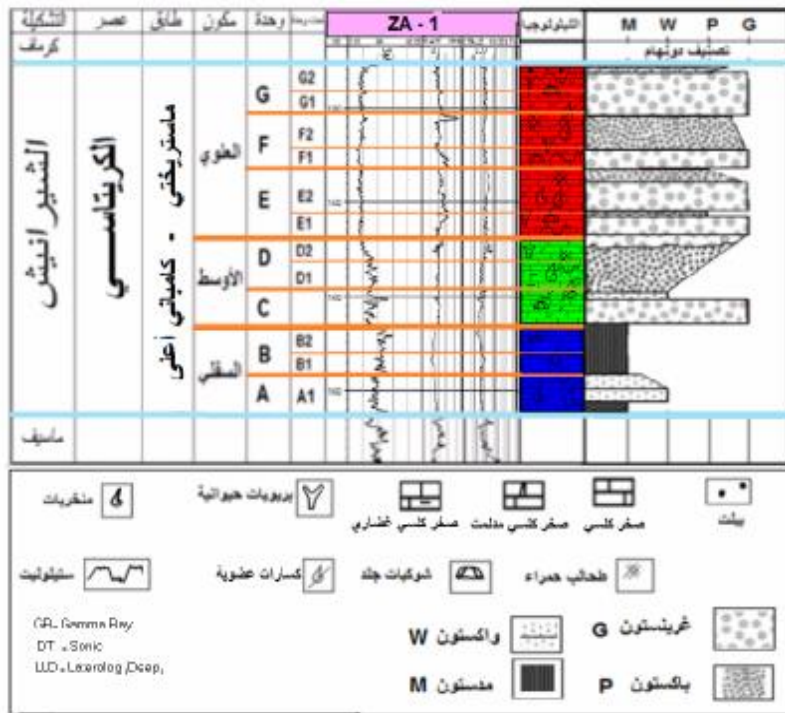 التشكيلة عصر طابق مكون وحدة ZA - 1 الليثولوجيا M W P G
تصنيف دونهام
كرماف
الشيرانيش
الكريتاسي
ماستريختي - كامباني أعلى
العلوي
الأوسط
السفلي
G G2
G1
F F2
F1
E E2
E1
D D2
D1
C
B B2
B1
A A1
ماسيف
منخربات بريويات حيوانية صخر كلسي غضاري صخر كلسي مدلمت صخر كلسي بيلت
ستيلوليت كسارات عضوية شوكيات جلد طحالب حمراء
GR- Gamma Ray
DT - Sonic
LLD - Laterolog,Deep,
واكستون W غرينستون G
مدستون M باكستون P